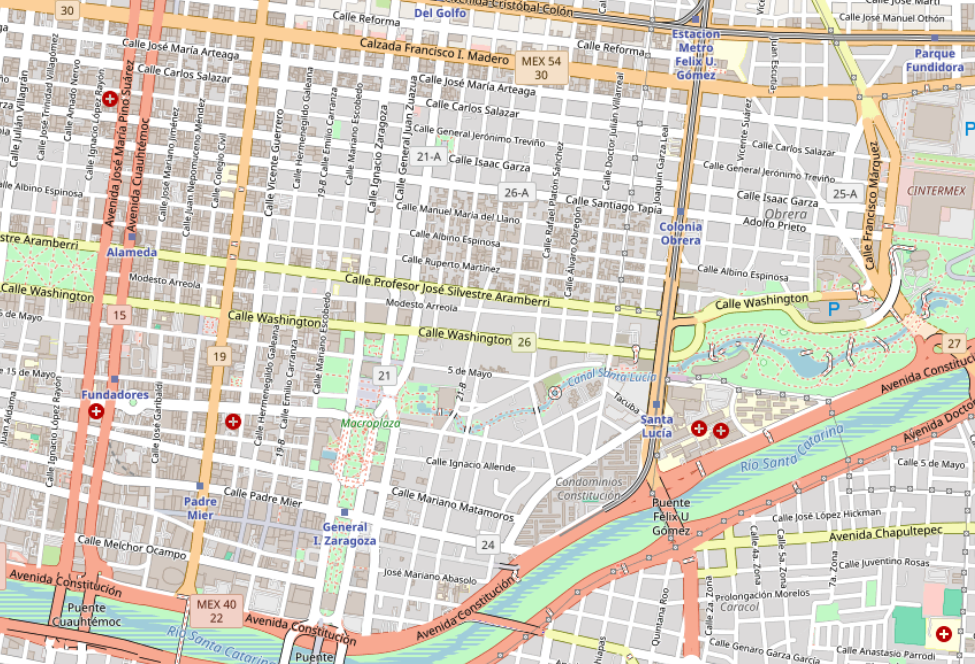 30
Calle Reforma
Del Golfo
Avenida Cristóbal Colón
Estación
Metro
Felix U.
Gómez
Juan Escutia
Calle José Martí
Calle José Manuel Othón
Parque
Fundidora
Calle José María Arteaga
Calle Carlos Salazar
Calzada Francisco I. Madero
MEX 54
30
Calle Reforma
Calle José María Arteaga
Calle Carlos Salazar
Calle General Jerónimo Treviño
Calle Isaac Garza
21-A
26-A
Calle Santiago Tapia
25-A
Calle Julián Villagrán
Calle José Trinidad Villagómez
Calle Amado Nervo
Calle Ignacio López Rayón
Avenida José María Pino Suárez
Avenida Cuauhtémoc
Calle José Mariano Jiménez
Calle Juan Nepomuceno Méndez
Calle Colegio Civil
Calle Vicente Guerrero
Calle Hermenegildo Galeana
19-B Calle Emilio Carranza
Calle Mariano Escobedo
Calle Ignacio Zaragoza
Calle General Juan Zuazua
Calle Rafael Platón Sánchez
Calle Álvaro Obregón
Calle Doctor Julián Villarreal
Joaquín Garza Leal
Calle Vicente Suárez
Calle Carlos Salazar
Calle General Jerónimo Treviño
Calle Isaac Garza
Obrera
Adolfo Prieto
Calle Albino Espinosa
Calle Francisco Márquez
CINTERMEX
P
Calle Manuel María del Llano
Calle Albino Espinosa
Calle Ruperto Martínez
Colonia
Obrera
lle Albino Espinosa
stre Aramberri
Alameda
Modesto Arreola
Calle Washington
Calle Profesor José Silvestre Aramberri
Modesto Arreola
Calle Washington
Calle Washington
26
Calle Washington
P
27
15
19
21
5 de Mayo
21-B
Canal Santa Lucía
Tacuba
Santa
Lucía
5 de Mayo
e 15 de Mayo
Juan Aldama
Calle Ignacio López Rayón
Fundadores
Calle José Garibaldi
Calle Hermenegildo Galeana
19-B
Calle Emilio Carranza
Calle Mariano Escobedo
Macroplaza
Calle Ignacio Allende
Calle Mariano Matamoros
Calle Padre Mier
Padre
Mier
General
I. Zaragoza
Calle Melchor Ocampo
24
José Mariano Abasolo
Condominios
Constitución
Puente
Felix U
Gómez
Río Santa Catarina
Avenida Constituc
Avenida Doctor
Calle 5 de Mayo
Calle José López Hickman
Avenida Chapultepec
Calle Juventino Rosas
Calle 4a. Zona
Calle 5a. Zona
7a. Zona
Prolongación Morelos
Caracol
Calle 2a. Zona
Quintana Roo
Chiapas
Calle Genaro Garza García
Calle Anastasio Parrodi
Avenida Constitución
Puente
Cuauhtémoc
MEX 40
22
Río Santa Catarina
Avenida Constitución
Puente
Avenida Constitución